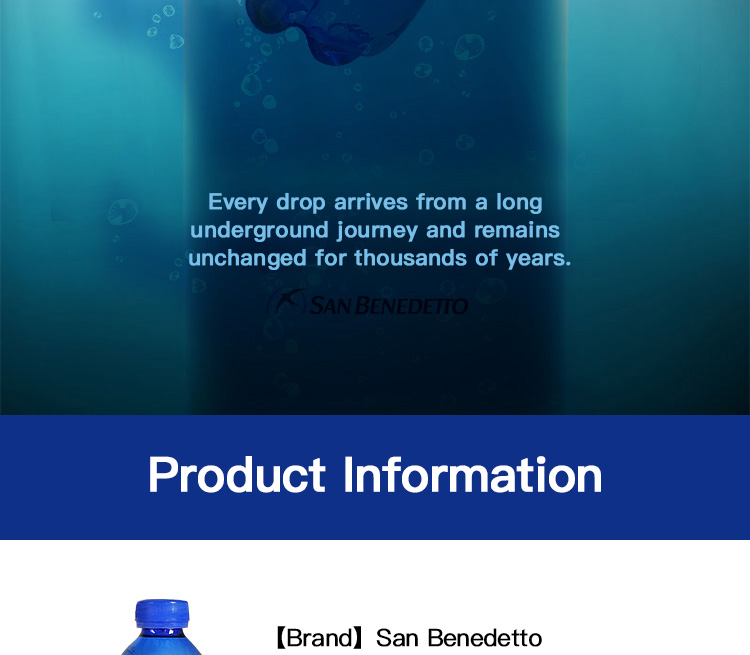 Every drop arrives from a long
underground journey and remains
unchanged for thousands of years.
SAN BENEDETTO
Product Information
【Brand】San Benedetto